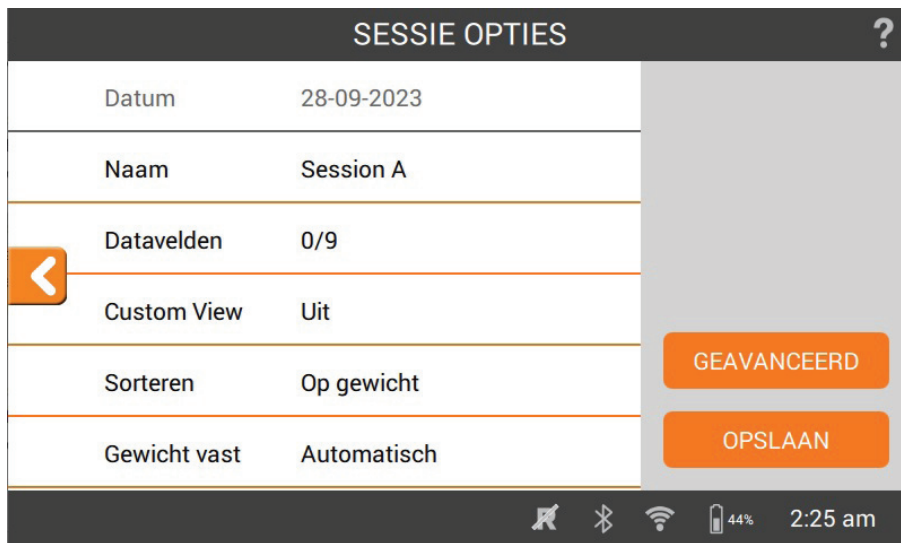 SESSIE OPTIES ?
Datum 28-09-2023
Naam Session A
Datavelden 0/9
Custom View Uit
Sorteren Op gewicht
Gewicht vast Automatisch
GEAVANCEERD
OPSLAAN
44% 2:25 am